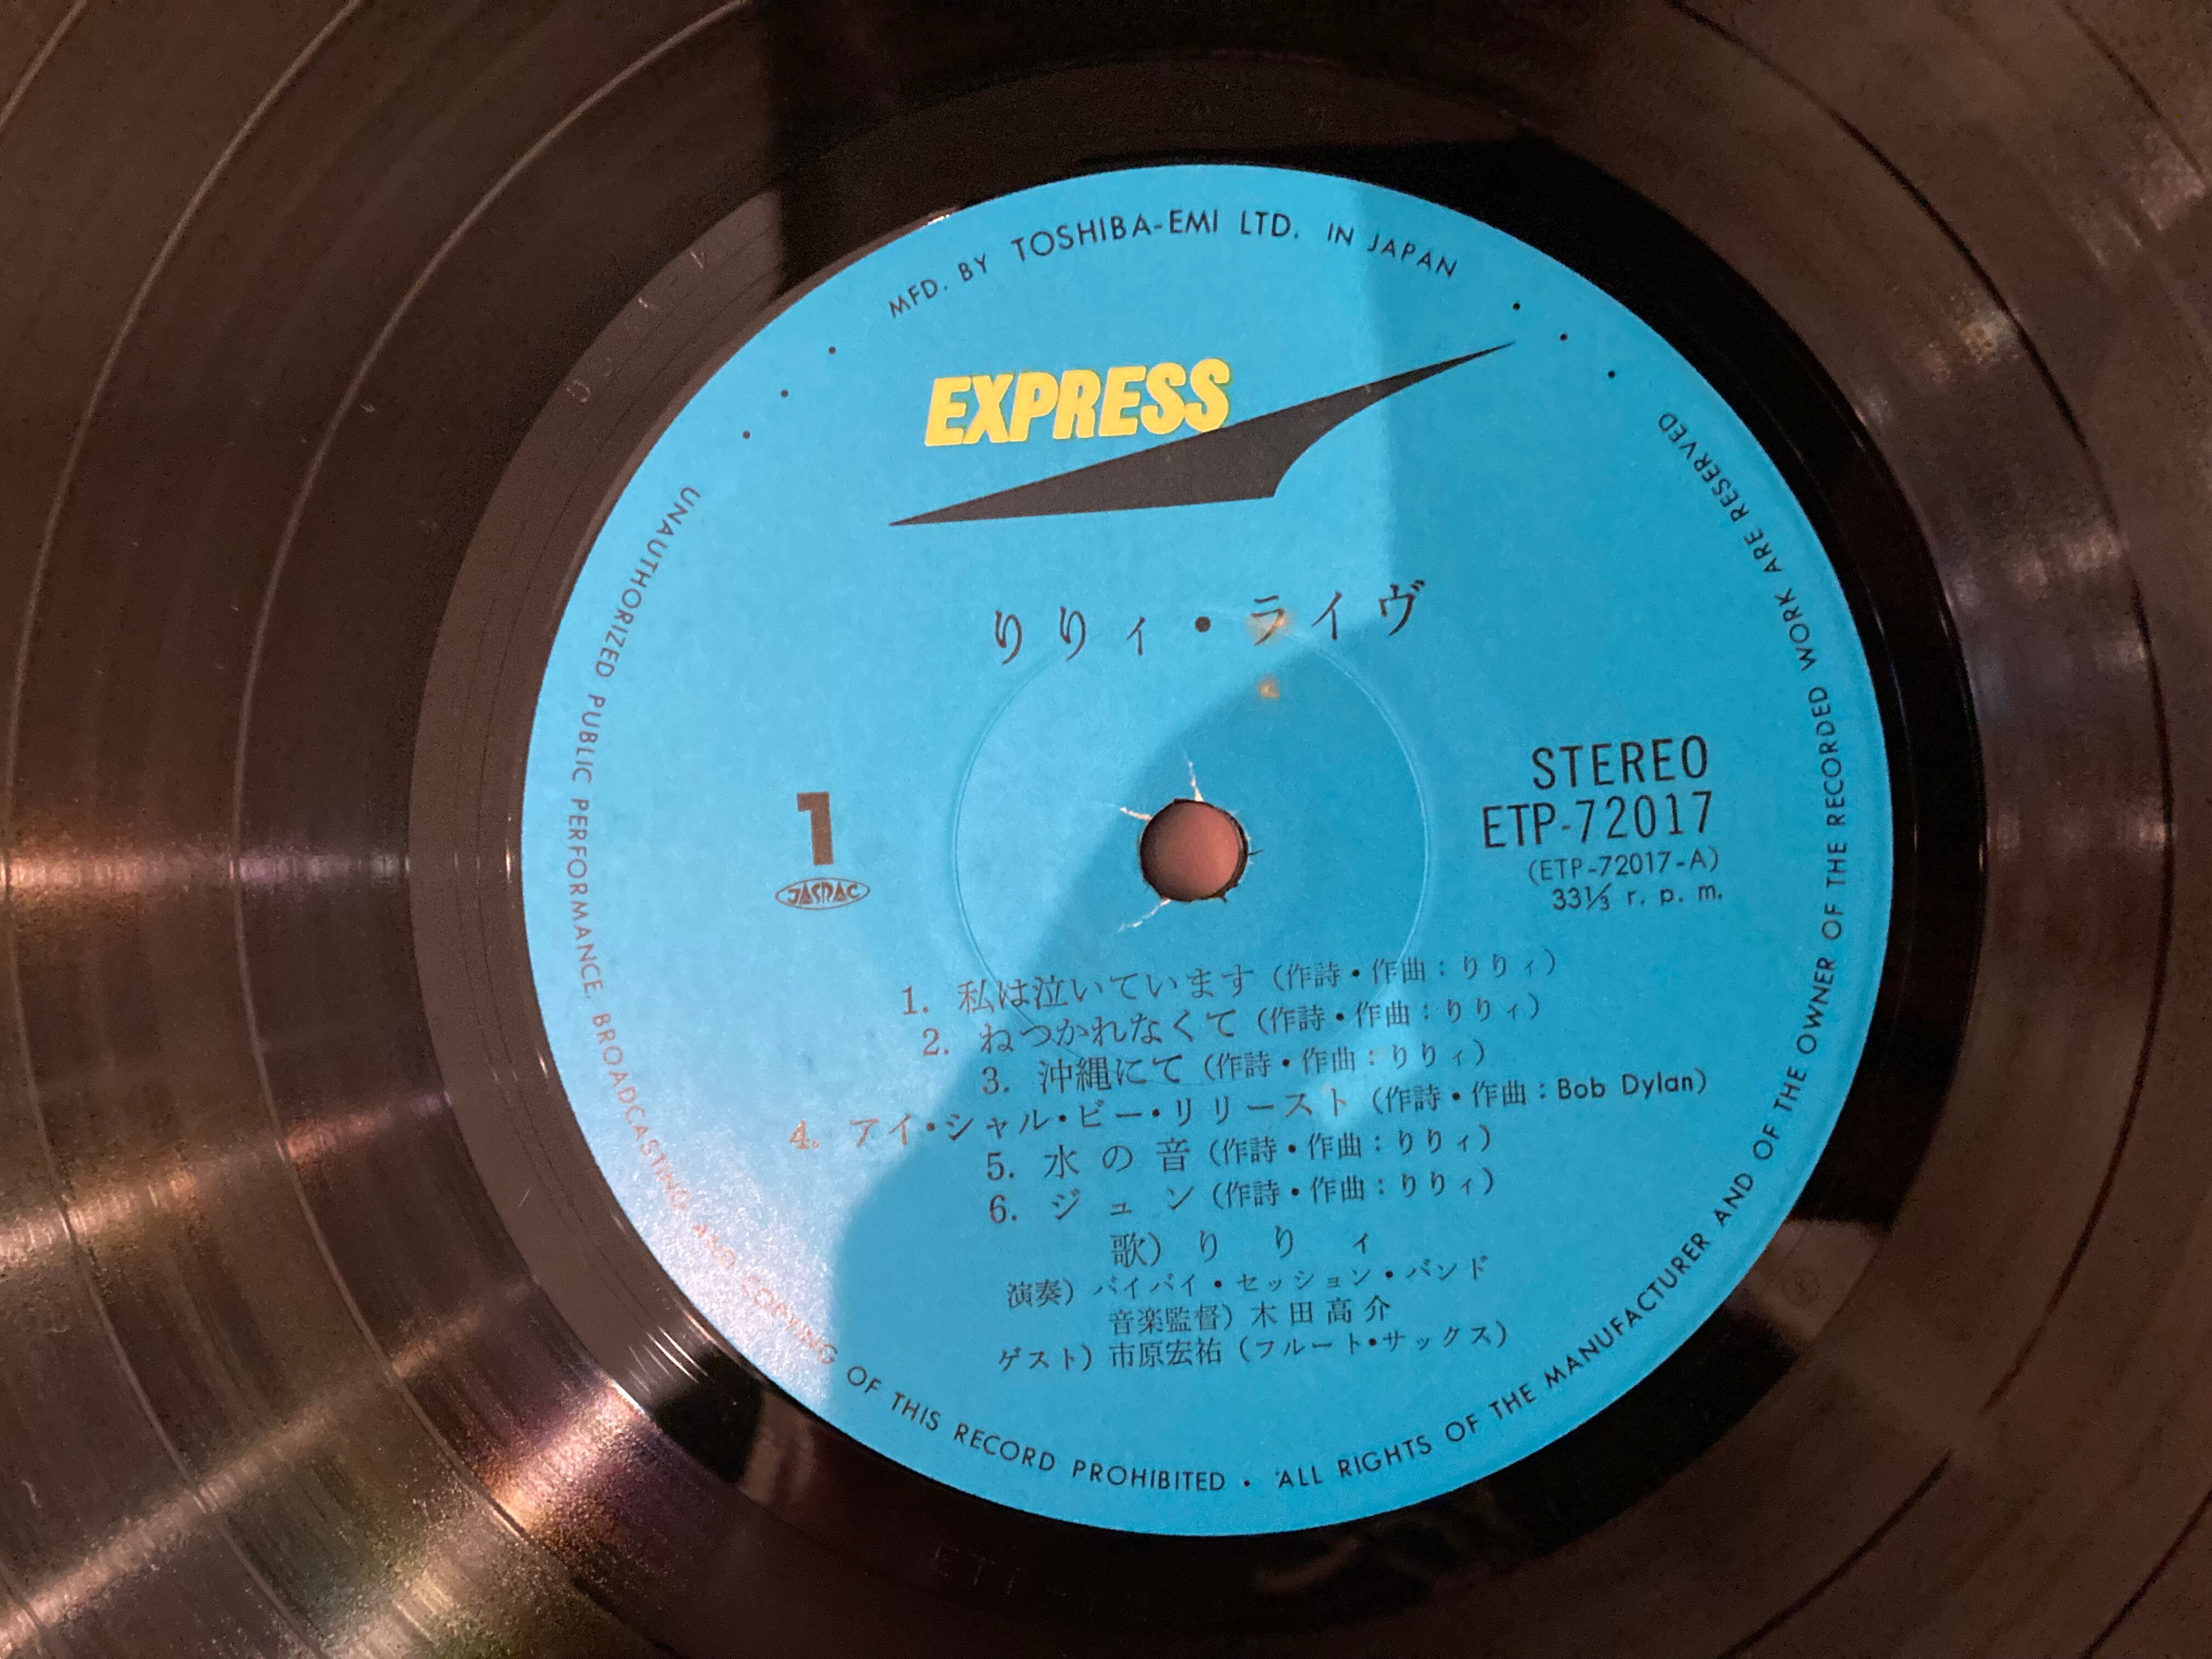 MFD. BY TOSHIBA-EMI LTD. IN JAPAN
EXPRESS
りりィ・ライヴ
1
JASRAC
STEREO
ETP-72017
(ETP-72017-A)
33⅓ r. p. m.
1. 私は泣いています（作詩・作曲：りりィ）
2. ねつかれなくて（作詩・作曲：りりィ）
3. 沖縄にて（作詩・作曲：りりィ）
4. アイ・シャル・ビー・リリースト（作詩・作曲：Bob Dylan）
5. 水の音（作詩・作曲：りりィ）
6. ジュン（作詩・作曲：りりィ）
歌）りりィ
演奏）バイバイ・セッション・バンド
音楽監督）木田高介
ゲスト）市原宏祐（フルート・サックス）
UNAUTHORIZED PUBLIC PERFORMANCE, BROADCASTING AND COPYING OF THIS RECORD PROHIBITED • ALL RIGHTS OF THE MANUFACTURER AND OF THE OWNER OF THE RECORDED WORK ARE RESERVED